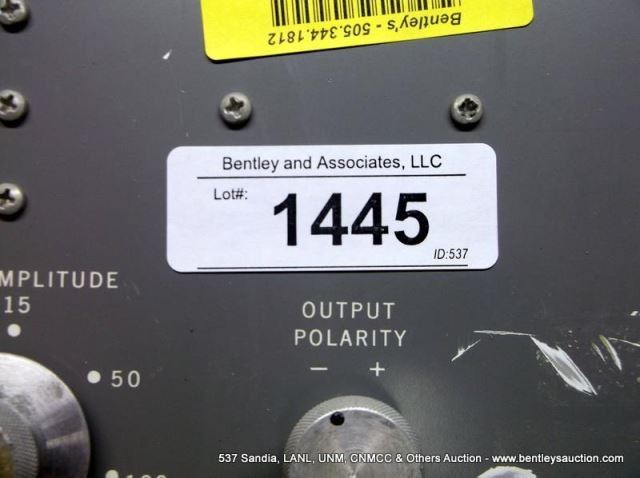 Bentley's - 505.344.1812
Bentley and Associates, LLC
Lot#:
1445
ID:537
MPLITUDE
15
50
100
OUTPUT
POLARITY
− +
537 Sandia, LANL, UNM, CNMCC & Others Auction - www.bentleysauction.com